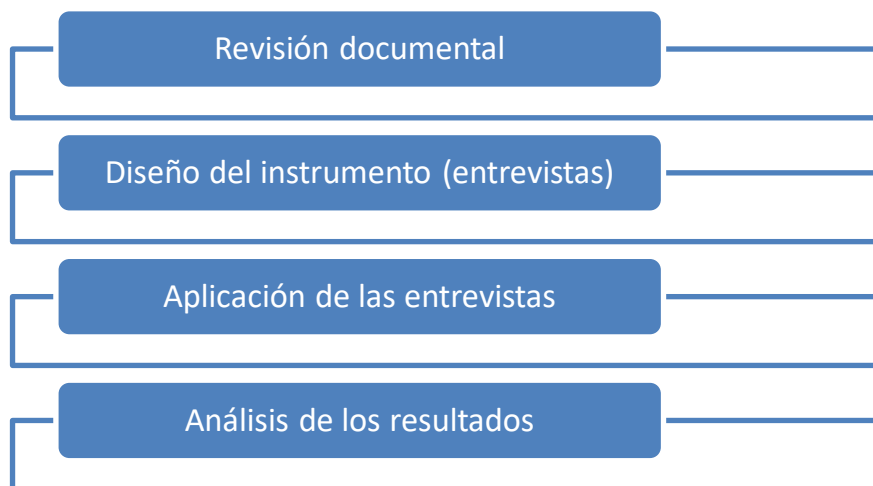 Revisión documental
Diseño del instrumento (entrevistas)
Aplicación de las entrevistas
Análisis de los resultados